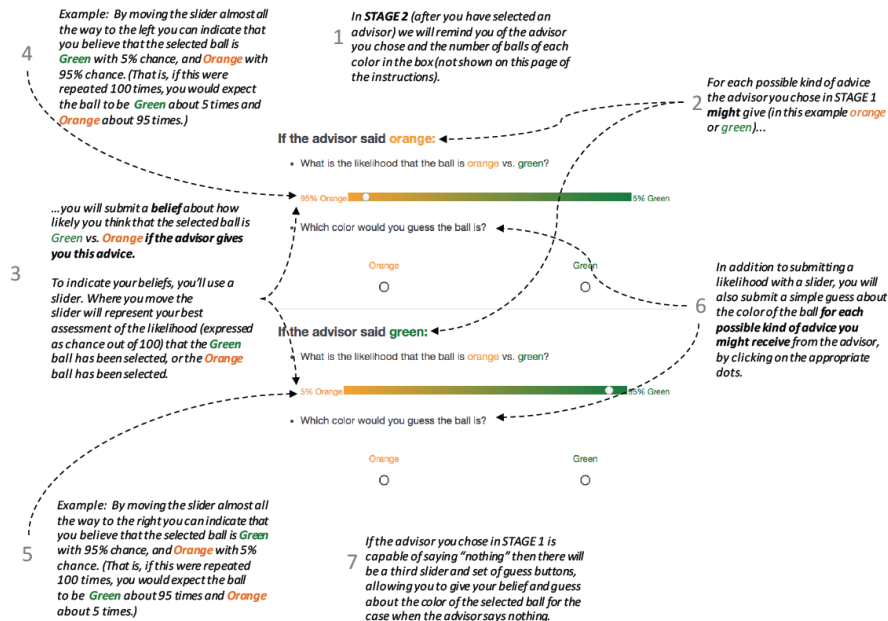 1
In STAGE 2 (after you have selected an
advisor) we will remind you of the advisor
you chose and the number of balls of each
color in the box (not shown on this page of
the instructions).
2
For each possible kind of advice
the advisor you chose in STAGE 1
might give (in this example orange
or green)...
3
...you will submit a belief about how
likely you think that the selected ball is
Green vs. Orange if the advisor gives
you this advice.
To indicate your beliefs, you'll use a
slider. Where you move the
slider will represent your best
assessment of the likelihood (expressed
as chance out of 100) that the Green
ball has been selected, or the Orange
ball has been selected.
4
Example: By moving the slider almost all
the way to the left you can indicate that
you believe that the selected ball is
Green with 5% chance, and Orange with
95% chance. (That is, if this were
repeated 100 times, you would expect
the ball to be Green about 5 times and
Orange about 95 times.)
If the advisor said orange:
• What is the likelihood that the ball is orange vs. green?
95% Orange 5% Green
• Which color would you guess the ball is?
Orange Green
If the advisor said green:
• What is the likelihood that the ball is orange vs. green?
5% Orange 95% Green
• Which color would you guess the ball is?
Orange Green
5
Example: By moving the slider almost all
the way to the right you can indicate that
you believe that the selected ball is Green
with 95% chance, and Orange with 5%
chance. (That is, if this were repeated
100 times, you would expect the ball
to be Green about 95 times and Orange
about 5 times.)
6
In addition to submitting a
likelihood with a slider, you will
also submit a simple guess about
the color of the ball for each
possible kind of advice you
might receive from the advisor,
by clicking on the appropriate
dots.
7
If the advisor you chose in STAGE 1 is
capable of saying "nothing" then there will
be a third slider and set of guess buttons,
allowing you to give your belief and guess
about the color of the selected ball for the
case when the advisor says nothing.